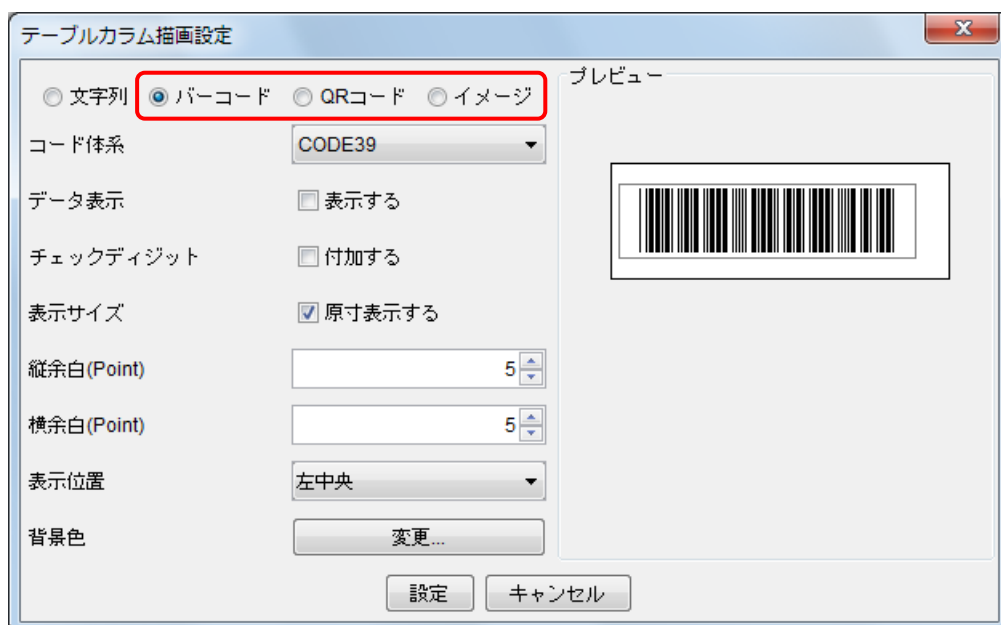 テーブルカラム描画設定
文字列 バーコード QRコード イメージ
プレビュー
コード体系 CODE39
データ表示 表示する
チェックディジット 付加する
表示サイズ 原寸表示する
縦余白(Point) 5
横余白(Point) 5
表示位置 左中央
背景色 変更...
設定 キャンセル